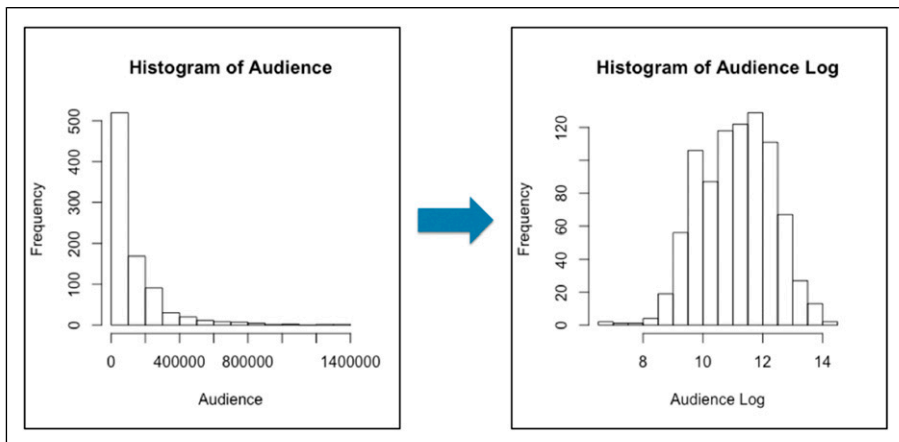 Histogram of Audience
Frequency
500
400
300
200
100
0
0 400000 800000 1400000
Audience
Histogram of Audience Log
Frequency
120
80
60
40
20
0
8 10 12 14
Audience Log